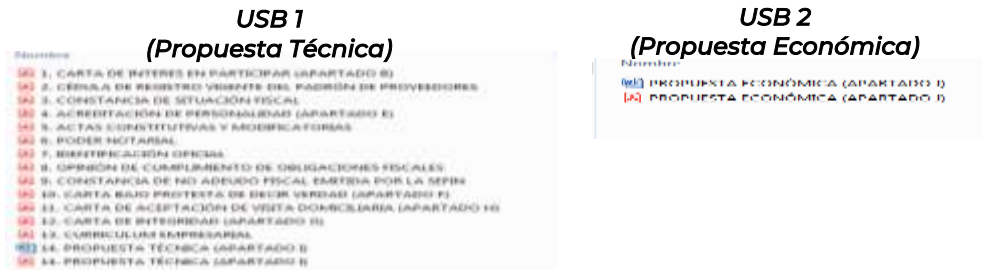 USB 1
(Propuesta Técnica)
Nombre
1. CARTA DE INTERES EN PARTICIPAR (APARTADO B)
2. CÉDULA DE REGISTRO VIGENTE DEL PADRÓN DE PROVEEDORES
3. CONSTANCIA DE SITUACIÓN FISCAL
4. ACREDITACIÓN DE PERSONALIDAD (APARTADO E)
5. ACTAS CONSTITUTIVAS Y MODIFICATORIAS
6. PODER NOTARIAL
7. IDENTIFICACIÓN OFICIAL
8. OPINIÓN DE CUMPLIMIENTO DE OBLIGACIONES FISCALES
9. CONSTANCIA DE NO ADEUDO FISCAL EMITIDA POR LA SEFIN
10. CARTA BAJO PROTESTA DE DECIR VERDAD (APARTADO F)
11. CARTA DE ACEPTACIÓN DE VISITA DOMICILIARIA (APARTADO H)
12. CARTA DE INTEGRIDAD (APARTADO
13. CURRICULUM EMPRESARIAL
14. PROPUESTA TÉCNICA (APARTADO I)
14. PROPUESTA TÉCNICA (APARTADO I)
USB 2
(Propuesta Económica)
Nombre
PROPUESTA ECONÓMICA (APARTADO J)
PROPUESTA ECONÓMICA (APARTADO J)